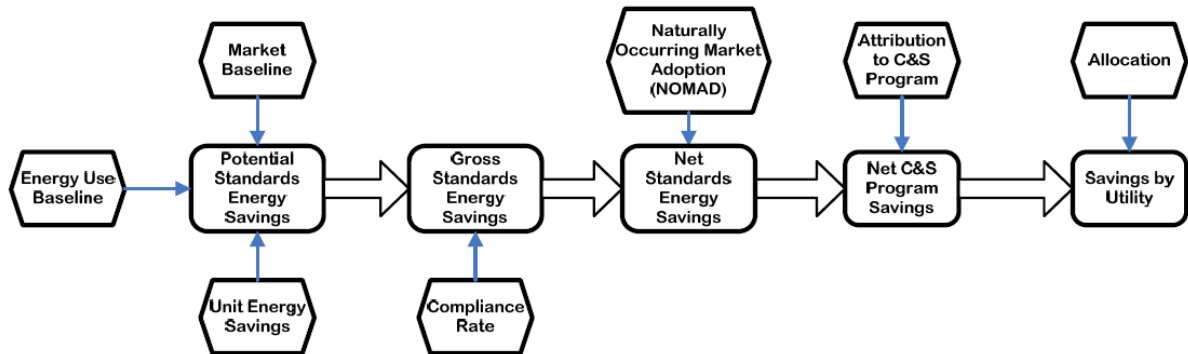 Market
Baseline
Naturally
Occurring Market
Adoption
(NOMAD)
Attribution
to C&S
Program
Allocation
Energy Use
Baseline
Potential
Standards
Energy
Savings
Gross
Standards
Energy
Savings
Net
Standards
Energy
Savings
Net C&S
Program
Savings
Savings by
Utility
Unit Energy
Savings
Compliance
Rate